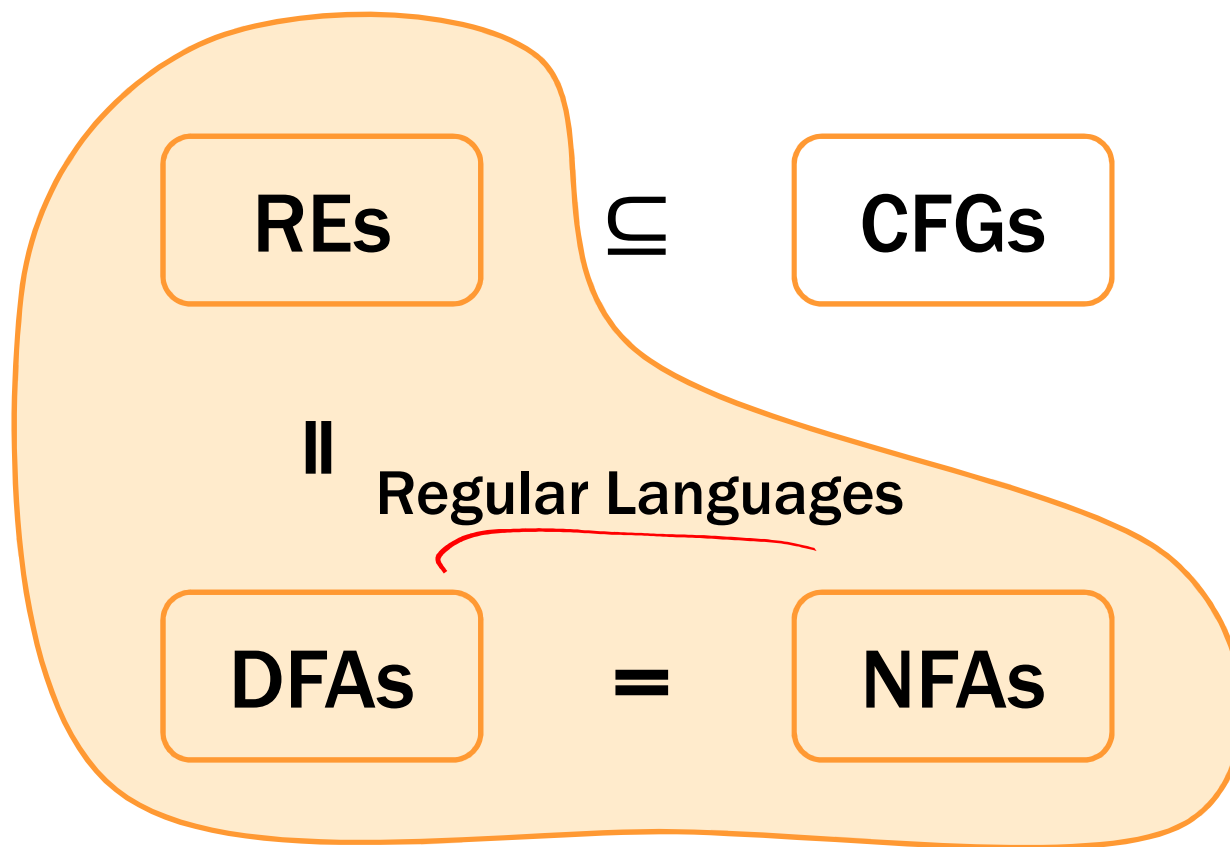 REs ⊆ CFGs
=
Regular Languages
DFAs = NFAs